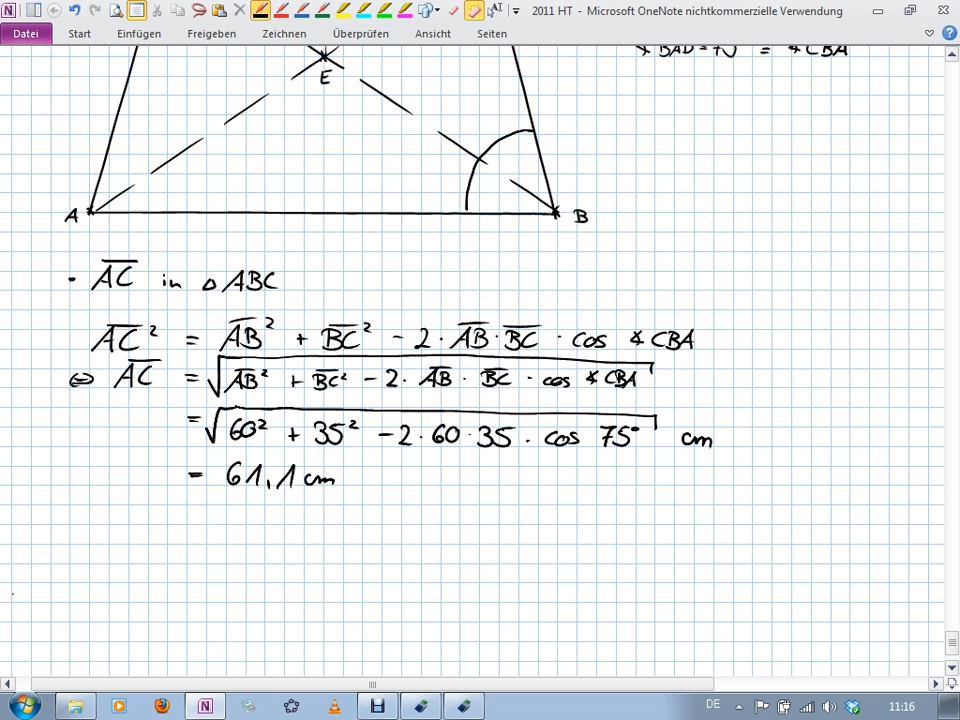 2011 HT - Microsoft OneNote nichtkommerzielle Verwendung
Datei Start Einfügen Freigeben Zeichnen Überprüfen Ansicht Seiten
∢ BAD = = ∢ CBA
E
A B
- AC in △ ABC
AC² = AB² + BC² - 2 · AB · BC · cos ∢ CBA
⇔ AC = √(AB² + BC² - 2 · AB · BC · cos ∢ CBA)
= √(60² + 35² - 2 · 60 · 35 · cos 75°) cm
= 61,1 cm
DE 11:16